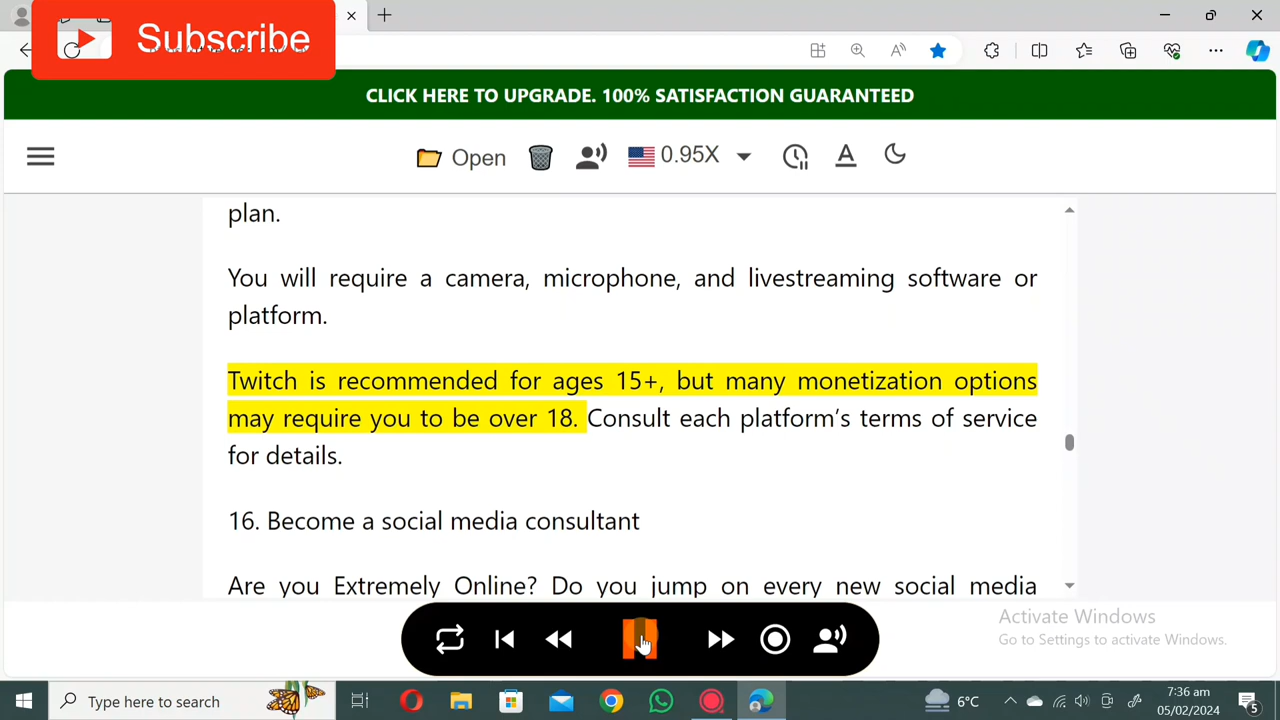 Subscribe
CLICK HERE TO UPGRADE. 100% SATISFACTION GUARANTEED
Open
0.95X
plan.
You will require a camera, microphone, and livestreaming software or
platform.
Twitch is recommended for ages 15+, but many monetization options
may require you to be over 18. Consult each platform's terms of service
for details.
16. Become a social media consultant
Are you Extremely Online? Do you jump on every new social media
Activate Windows
Go to Settings to activate Windows.
Type here to search
6°C
7:36 am
05/02/2024
5